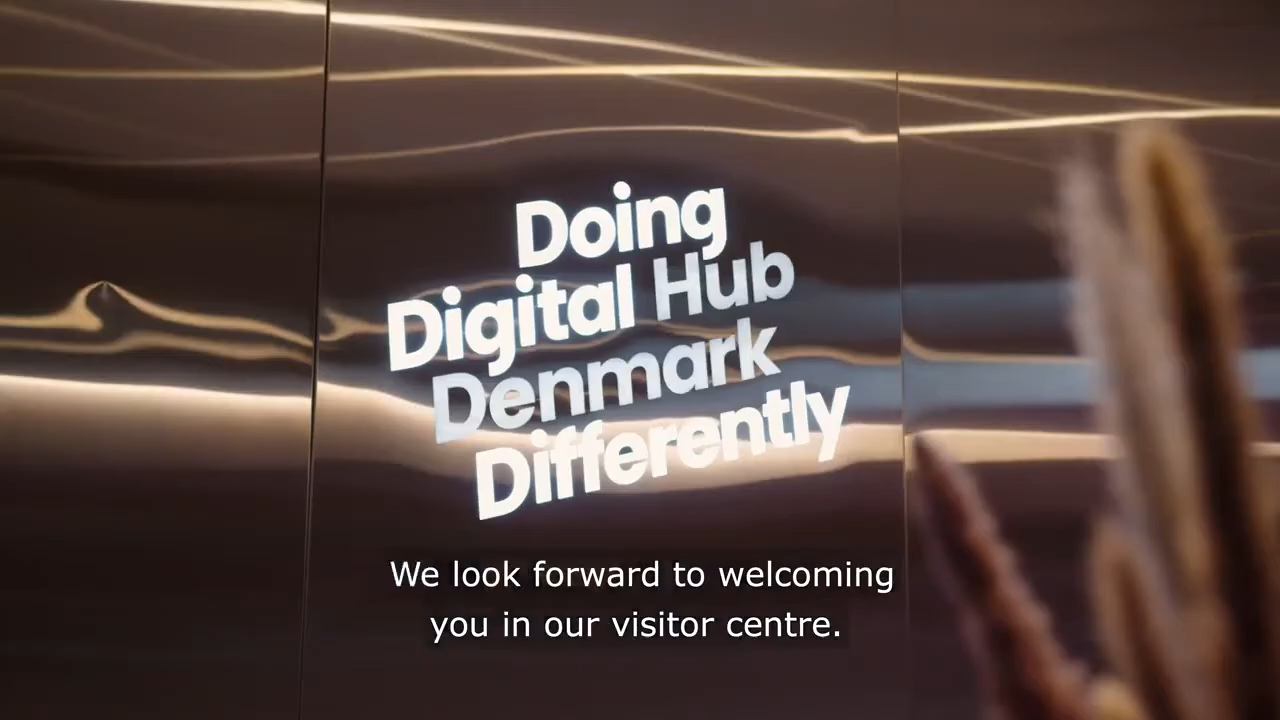 Doing
Digital Hub
Denmark
Differently
We look forward to welcoming
you in our visitor centre.